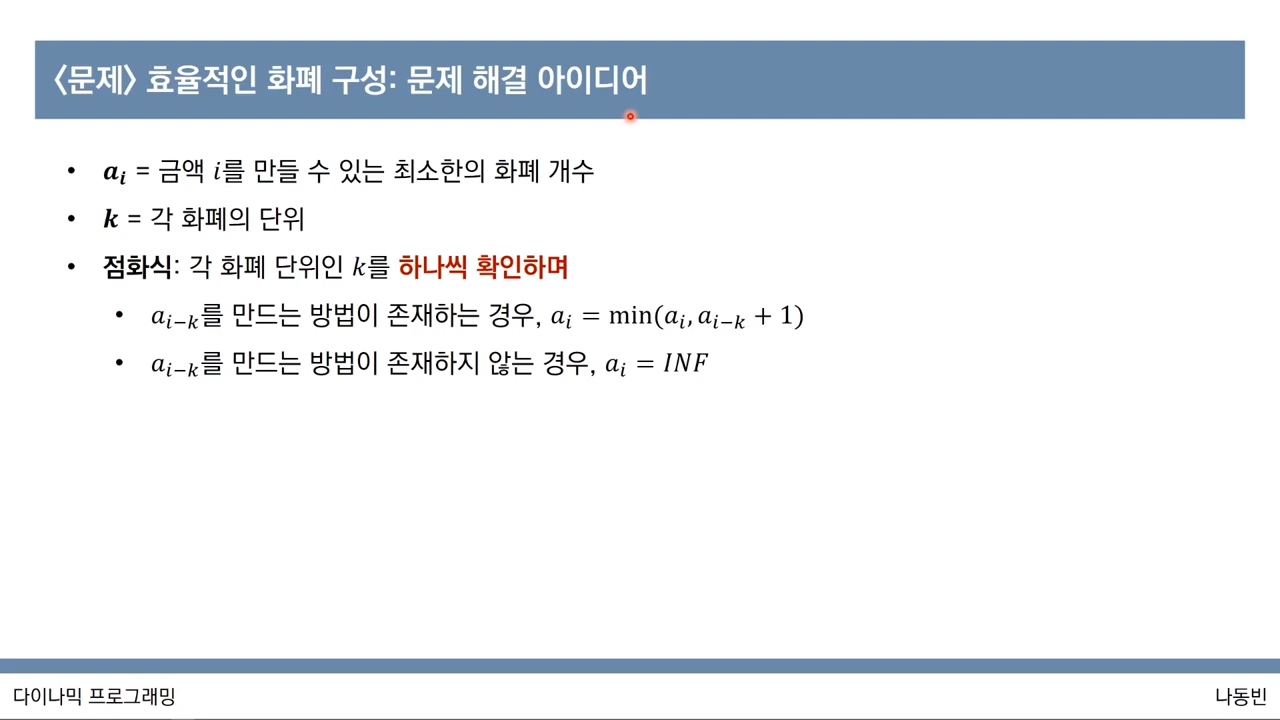 〈문제〉 효율적인 화폐 구성: 문제 해결 아이디어
• a_i = 금액 i를 만들 수 있는 최소한의 화폐 개수
• k = 각 화폐의 단위
• 점화식: 각 화폐 단위인 k를 하나씩 확인하며
• a_{i−k}를 만드는 방법이 존재하는 경우, a_i = min(a_i, a_{i−k} + 1)
• a_{i−k}를 만드는 방법이 존재하지 않는 경우, a_i = INF
다이나믹 프로그래밍
나동빈